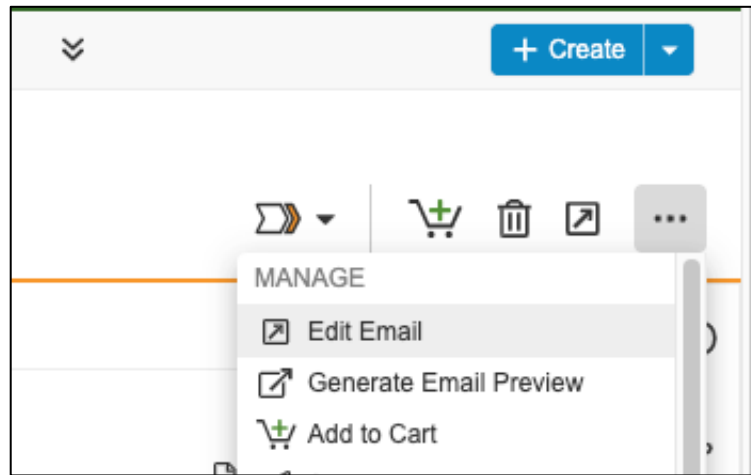 Create
MANAGE
Edit Email
Generate Email Preview
Add to Cart